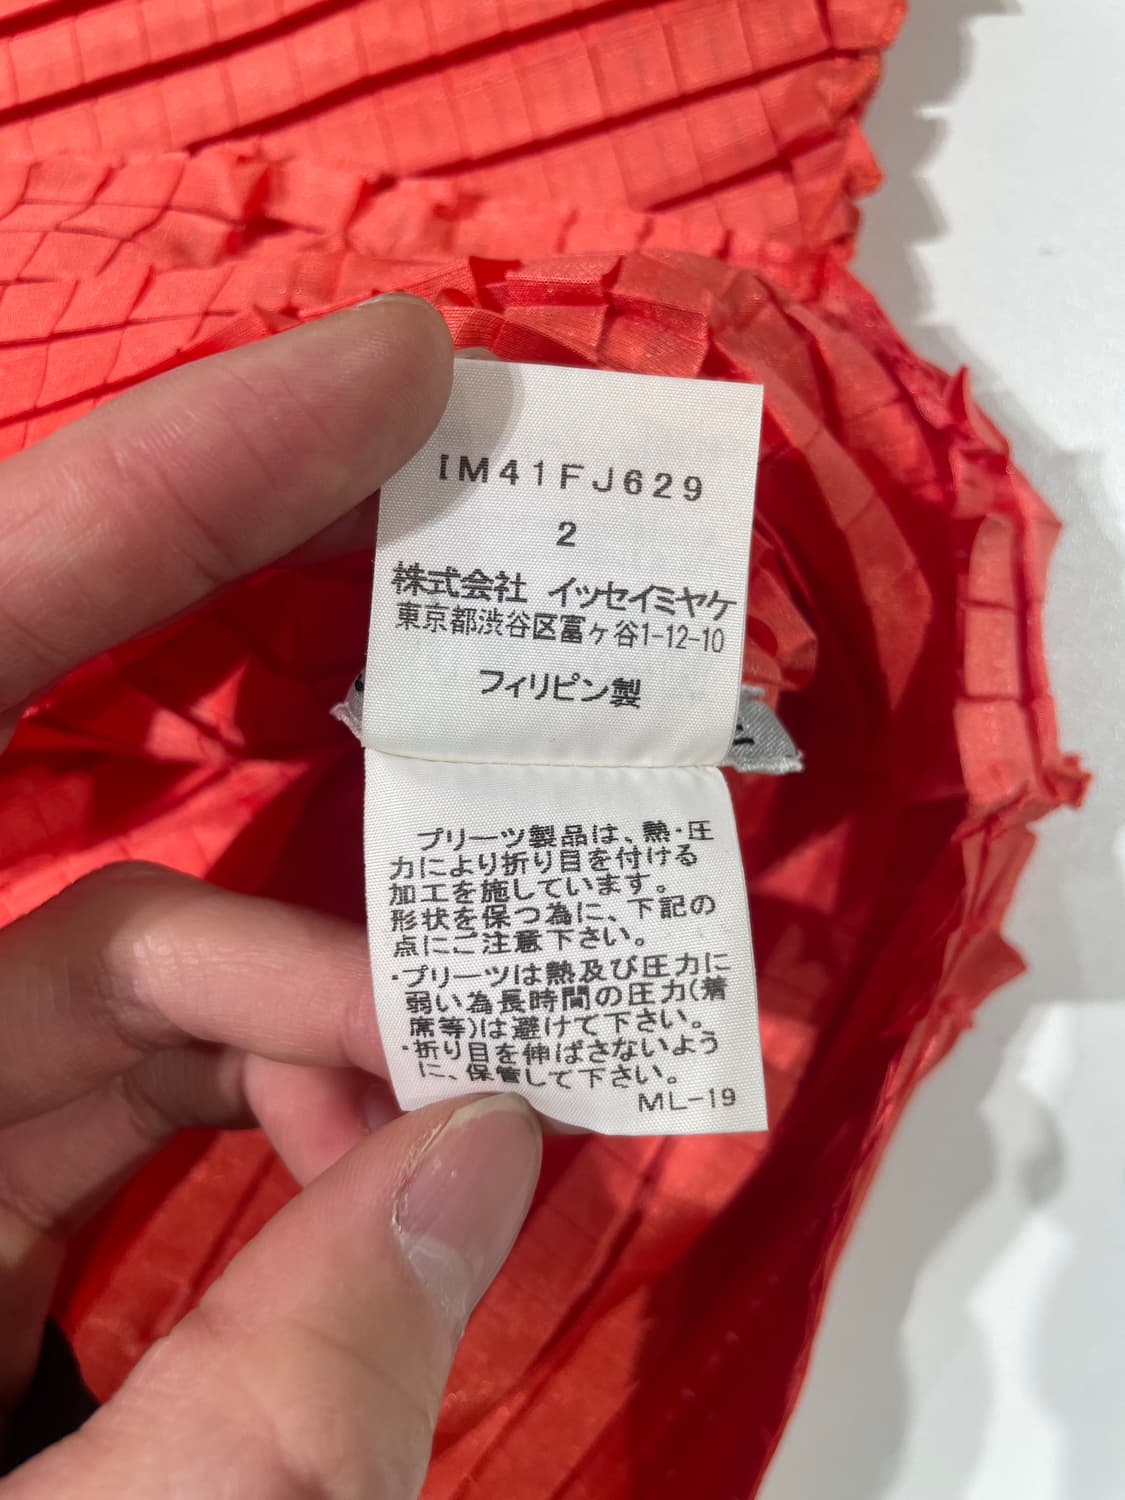 IM41FJ629
2
株式会社 イッセイミヤケ
東京都渋谷区富ヶ谷1-12-10
フィリピン製
プリーツ製品は、熱・圧
力により折り目を付ける
加工を施しています。
形状を保つ為に、下記の
点にご注意下さい。
・プリーツは熱及び圧力に
弱い為長時間の圧力(着
席等)は避けて下さい。
・折り目を伸ばさないよう
に、保管して下さい。
ML-19